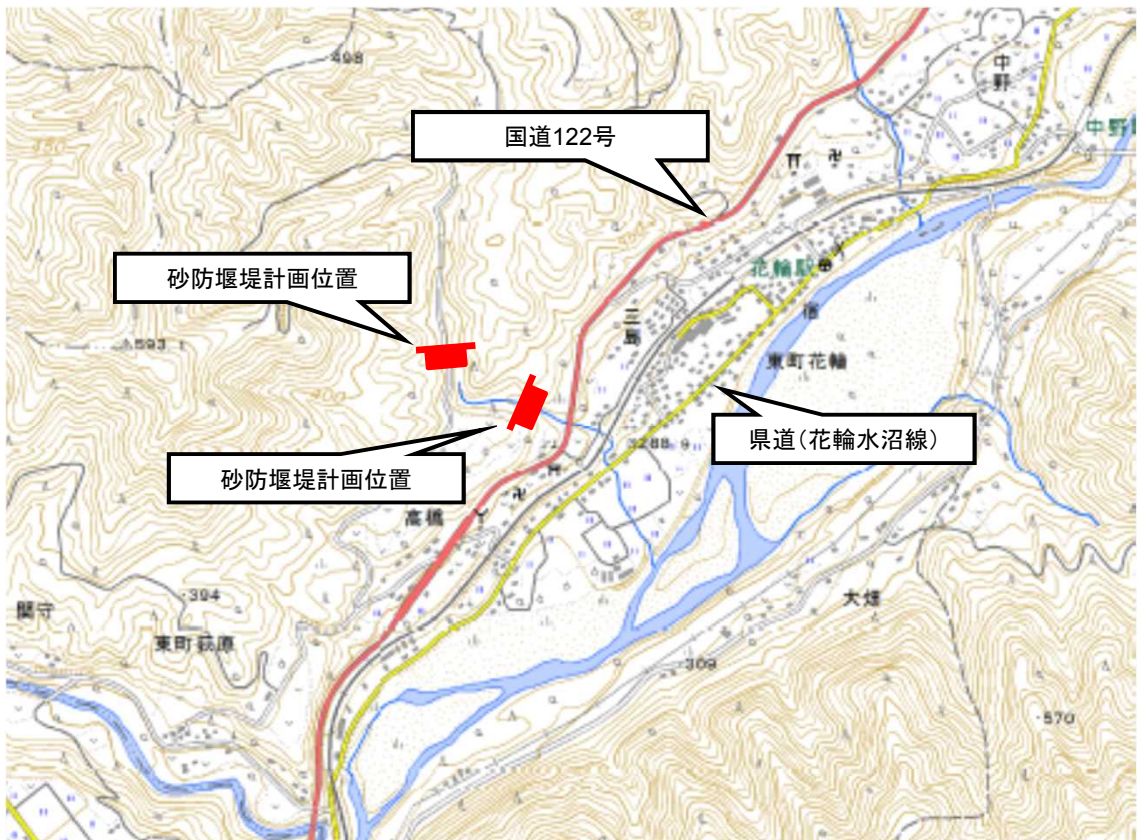 498
中野
国道122号
中野
花輪駅
砂防堰堤計画位置
593
三島
宿
東町花輪
400
県道(花輪水沼線)
砂防堰堤計画位置
高橋
394
関守
東町萩原
大畑
309
570